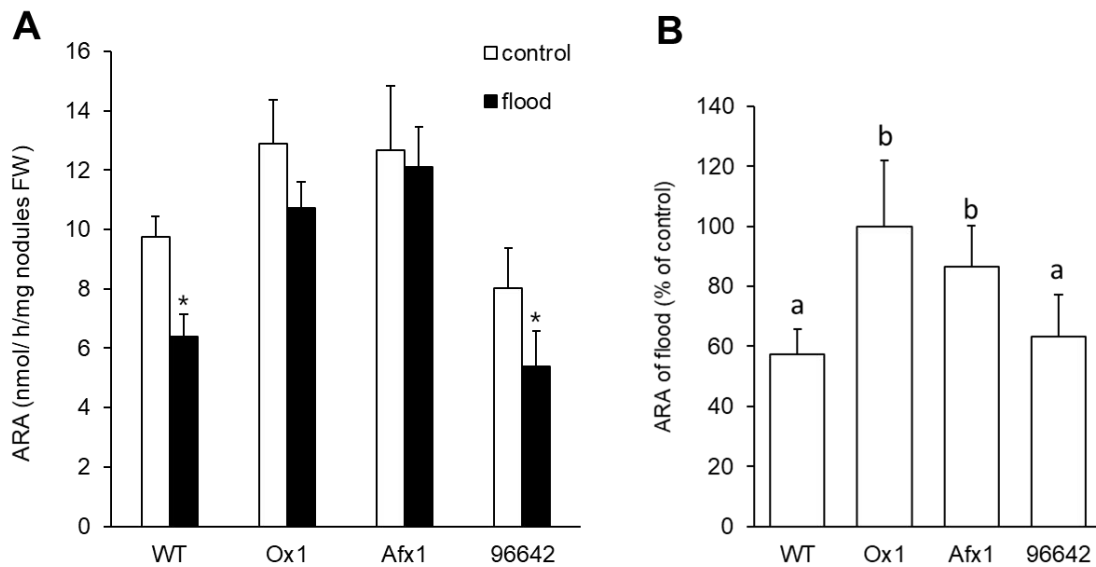 A
ARA (nmol/ h/mg nodules FW)
16
14
12
10
8
6
4
2
0
control
flood
*
*
WT
Ox1
Afx1
96642
B
ARA of flood (% of control)
140
120
100
80
60
40
20
0
a
b
b
a
WT
Ox1
Afx1
96642